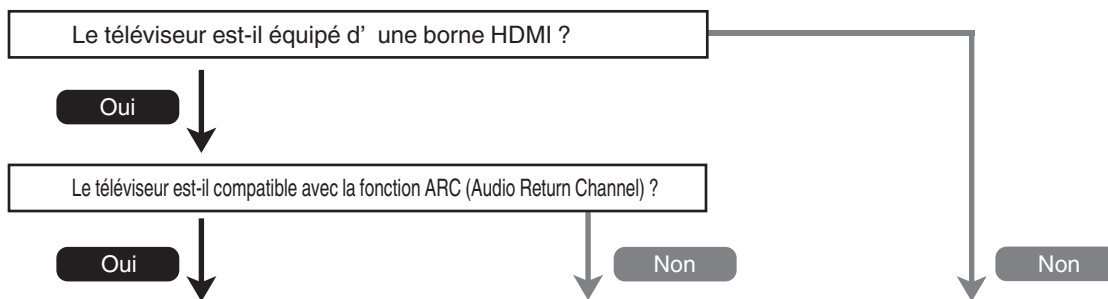 Le téléviseur est-il équipé d’ une borne HDMI ?
Oui
Le téléviseur est-il compatible avec la fonction ARC (Audio Return Channel) ?
Oui
Non
Non